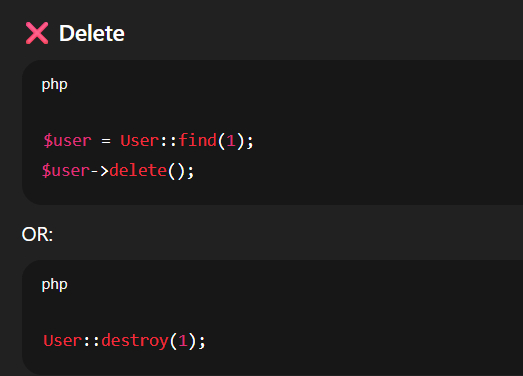 ❌ Delete
php
$user = User::find(1);
$user->delete();
OR:
php
User::destroy(1);